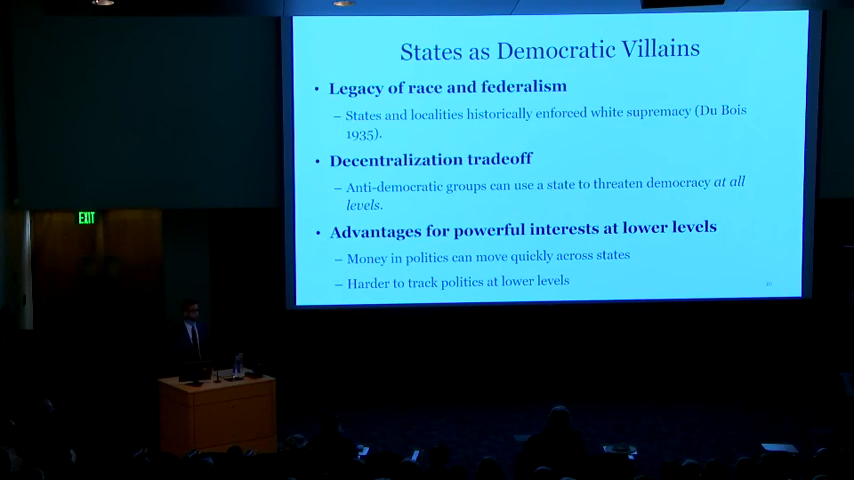 States as Democratic Villains
• Legacy of race and federalism
– States and localities historically enforced white supremacy (Du Bois
1935).
• Decentralization tradeoff
– Anti-democratic groups can use a state to threaten democracy at all
levels.
• Advantages for powerful interests at lower levels
– Money in politics can move quickly across states
– Harder to track politics at lower levels
EXIT